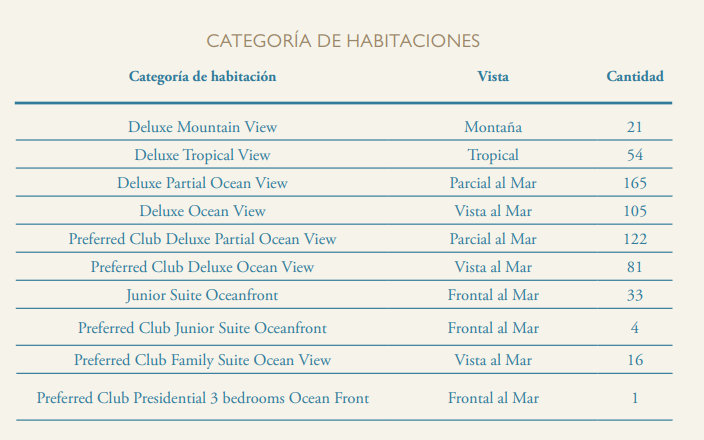 CATEGORÍA DE HABITACIONES
Categoría de habitación Vista Cantidad
Deluxe Mountain View Montaña 21
Deluxe Tropical View Tropical 54
Deluxe Partial Ocean View Parcial al Mar 165
Deluxe Ocean View Vista al Mar 105
Preferred Club Deluxe Partial Ocean View Parcial al Mar 122
Preferred Club Deluxe Ocean View Vista al Mar 81
Junior Suite Oceanfront Frontal al Mar 33
Preferred Club Junior Suite Oceanfront Frontal al Mar 4
Preferred Club Family Suite Ocean View Vista al Mar 16
Preferred Club Presidential 3 bedrooms Ocean Front Frontal al Mar 1